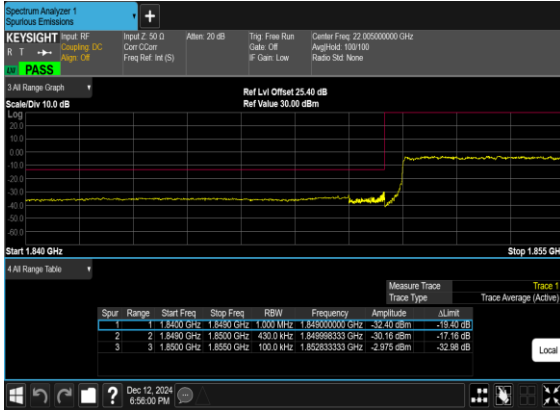 Spectrum Analyzer 1
Spurious Emissions
+
KEYSIGHT Input: RF Input Z: 50 Ω Atten: 20 dB Trig: Free Run Center Freq: 22.005000000 GHz
R T Coupling: DC Corr CCorr Gate: Off Avg|Hold: 100/100
Align: Off Freq Ref: Int (S) IF Gain: Low Radio Std: None
PASS
3 All Range Graph
Ref Lvl Offset 25.40 dB
Scale/Div 10.0 dB Ref Value 30.00 dBm
Log
20.0
10.0
0.00
-10.0
-20.0
-30.0
-40.0
-50.0
-60.0
Start 1.840 GHz Stop 1.855 GH
4 All Range Table
Measure Trace Trace 1
Trace Type Trace Average (Active)
Spur Range Start Freq Stop Freq RBW Frequency Amplitude ΔLimit
1 1 1.8400 GHz 1.8490 GHz 1.000 MHz 1.849000000 GHz -32.40 dBm -19.40 dB
2 2 1.8490 GHz 1.8500 GHz 430.0 kHz 1.849998333 GHz -30.16 dBm -17.16 dB
3 3 1.8500 GHz 1.8550 GHz 100.0 kHz 1.852833333 GHz -2.975 dBm -32.98 dB
Local
? Dec 12, 2024
6:56:00 PM